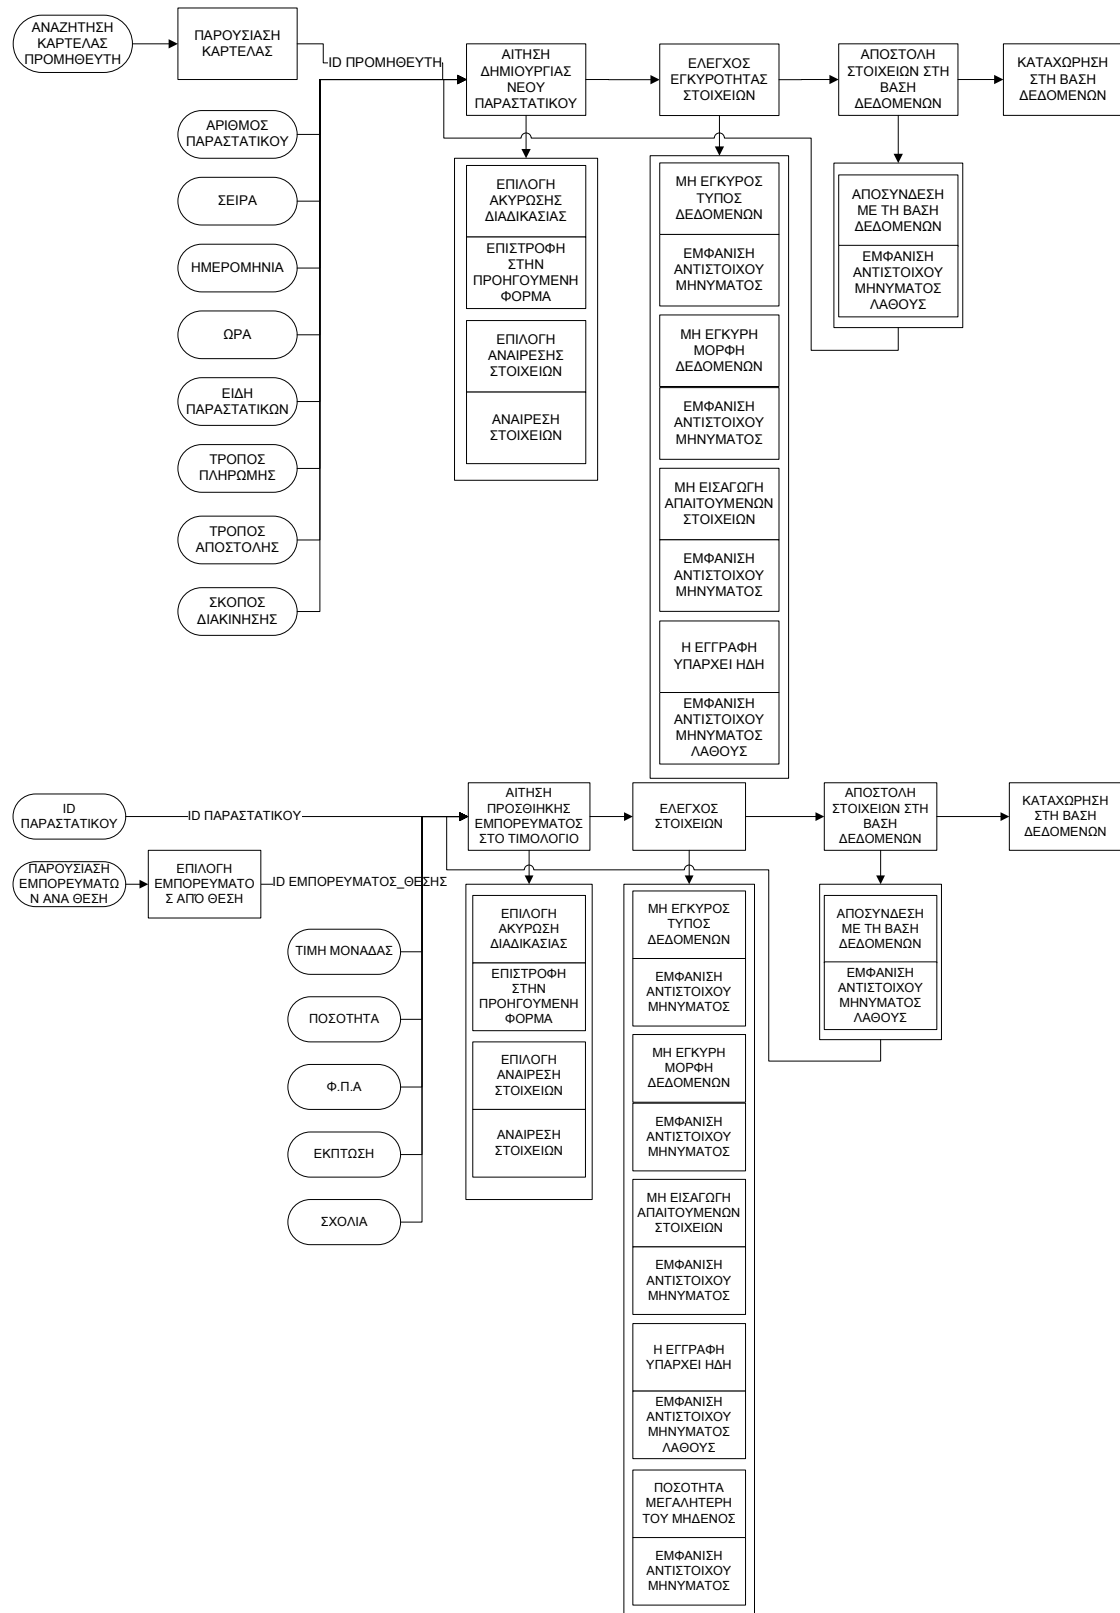 ΑΝΑΖΗΤΗΣΗ
ΚΑΡΤΕΛΑΣ
ΠΡΟΜΗΘΕΥΤΗ
ΠΑΡΟΥΣΙΑΣΗ
ΚΑΡΤΕΛΑΣ
ID ΠΡΟΜΗΘΕΥΤΗ
ΑΙΤΗΣΗ
ΔΗΜΙΟΥΡΓΙΑΣ
ΝΕΟΥ
ΠΑΡΑΣΤΑΤΙΚΟΥ
ΕΛΕΓΧΟΣ
ΕΓΚΥΡΟΤΗΤΑΣ
ΣΤΟΙΧΕΙΩΝ
ΑΠΟΣΤΟΛΗ
ΣΤΟΙΧΕΙΩΝ ΣΤΗ
ΒΑΣΗ
ΔΕΔΟΜΕΝΩΝ
ΚΑΤΑΧΩΡΗΣΗ
ΣΤΗ ΒΑΣΗ
ΔΕΔΟΜΕΝΩΝ
ΑΡΙΘΜΟΣ
ΠΑΡΑΣΤΑΤΙΚΟΥ
ΣΕΙΡΑ
ΗΜΕΡΟΜΗΝΙΑ
ΩΡΑ
ΕΙΔΗ
ΠΑΡΑΣΤΑΤΙΚΩΝ
ΤΡΟΠΟΣ
ΠΛΗΡΩΜΗΣ
ΤΡΟΠΟΣ
ΑΠΟΣΤΟΛΗΣ
ΣΚΟΠΟΣ
ΔΙΑΚΙΝΗΣΗΣ
ΕΠΙΛΟΓΗ
ΑΚΥΡΩΣΗΣ
ΔΙΑΔΙΚΑΣΙΑΣ
ΕΠΙΣΤΡΟΦΗ
ΣΤΗΝ
ΠΡΟΗΓΟΥΜΕΝΗ
ΦΟΡΜΑ
ΕΠΙΛΟΓΗ
ΑΝΑΙΡΕΣΗΣ
ΣΤΟΙΧΕΙΩΝ
ΑΝΑΙΡΕΣΗ
ΣΤΟΙΧΕΙΩΝ
ΜΗ ΕΓΚΥΡΟΣ
ΤΥΠΟΣ
ΔΕΔΟΜΕΝΩΝ
ΕΜΦΑΝΙΣΗ
ΑΝΤΙΣΤΟΙΧΟΥ
ΜΗΝΥΜΑΤΟΣ
ΜΗ ΕΓΚΥΡΗ
ΜΟΡΦΗ
ΔΕΔΟΜΕΝΩΝ
ΕΜΦΑΝΙΣΗ
ΑΝΤΙΣΤΟΙΧΟΥ
ΜΗΝΥΜΑΤΟΣ
ΜΗ ΕΙΣΑΓΩΓΗ
ΑΠΑΙΤΟΥΜΕΝΩΝ
ΣΤΟΙΧΕΙΩΝ
ΕΜΦΑΝΙΣΗ
ΑΝΤΙΣΤΟΙΧΟΥ
ΜΗΝΥΜΑΤΟΣ
Η ΕΓΓΡΑΦΗ
ΥΠΑΡΧΕΙ ΗΔΗ
ΕΜΦΑΝΙΣΗ
ΑΝΤΙΣΤΟΙΧΟΥ
ΜΗΝΥΜΑΤΟΣ
ΛΑΘΟΥΣ
ΑΠΟΣΥΝΔΕΣΗ
ΜΕ ΤΗ ΒΑΣΗ
ΔΕΔΟΜΕΝΩΝ
ΕΜΦΑΝΙΣΗ
ΑΝΤΙΣΤΟΙΧΟΥ
ΜΗΝΥΜΑΤΟΣ
ΛΑΘΟΥΣ
ID
ΠΑΡΑΣΤΑΤΙΚΟΥ
ID ΠΑΡΑΣΤΑΤΙΚΟΥ
ΑΙΤΗΣΗ
ΠΡΟΣΘΙΗΚΗΣ
ΕΜΠΟΡΕΥΜΑΤΟΣ
ΣΤΟ ΤΙΜΟΛΟΓΙΟ
ΕΛΕΓΧΟΣ
ΣΤΟΙΧΕΙΩΝ
ΑΠΟΣΤΟΛΗ
ΣΤΟΙΧΕΙΩΝ ΣΤΗ
ΒΑΣΗ
ΔΕΔΟΜΕΝΩΝ
ΚΑΤΑΧΩΡΗΣΗ
ΣΤΗ ΒΑΣΗ
ΔΕΔΟΜΕΝΩΝ
ΠΑΡΟΥΣΙΑΣΗ
ΕΜΠΟΡΕΥΜΑΤΩ
Ν ΑΝΑ ΘΕΣΗ
ΕΠΙΛΟΓΗ
ΕΜΠΟΡΕΥΜΑΤΟ
Σ ΑΠΌ ΘΕΣΗ
ID ΕΜΠΟΡΕΥΜΑΤΟΣ_ΘΕΣΗΣ
ΤΙΜΗ ΜΟΝΑΔΑΣ
ΠΟΣΟΤΗΤΑ
Φ.Π.Α
ΕΚΠΤΩΣΗ
ΣΧΟΛΙΑ
ΕΠΙΛΟΓΗ
ΑΚΥΡΩΣΗ
ΔΙΑΔΙΚΑΣΙΑΣ
ΕΠΙΣΤΡΟΦΗ
ΣΤΗΝ
ΠΡΟΗΓΟΥΜΕΝΗ
ΦΟΡΜΑ
ΕΠΙΛΟΓΗ
ΑΝΑΙΡΕΣΗ
ΣΤΟΙΧΕΙΩΝ
ΑΝΑΙΡΕΣΗ
ΣΤΟΙΧΕΙΩΝ
ΜΗ ΕΓΚΥΡΟΣ
ΤΥΠΟΣ
ΔΕΔΟΜΕΝΩΝ
ΕΜΦΑΝΙΣΗ
ΑΝΤΙΣΤΟΙΧΟΥ
ΜΗΝΥΜΑΤΟΣ
ΜΗ ΕΓΚΥΡΗ
ΜΟΡΦΗ
ΔΕΔΟΜΕΝΩΝ
ΕΜΦΑΝΙΣΗ
ΑΝΤΙΣΤΟΙΧΟΥ
ΜΗΝΥΜΑΤΟΣ
ΜΗ ΕΙΣΑΓΩΓΗ
ΑΠΑΙΤΟΥΜΕΝΩΝ
ΣΤΟΙΧΕΙΩΝ
ΕΜΦΑΝΙΣΗ
ΑΝΤΙΣΤΟΙΧΟΥ
ΜΗΝΥΜΑΤΟΣ
Η ΕΓΓΡΑΦΗ
ΥΠΑΡΧΕΙ ΗΔΗ
ΕΜΦΑΝΙΣΗ
ΑΝΤΙΣΤΟΙΧΟΥ
ΜΗΝΥΜΑΤΟΣ
ΛΑΘΟΥΣ
ΠΟΣΟΤΗΤΑ
ΜΕΓΑΛΗΤΕΡΗ
ΤΟΥ ΜΗΔΕΝΟΣ
ΕΜΦΑΝΙΣΗ
ΑΝΤΙΣΤΟΙΧΟΥ
ΜΗΝΥΜΑΤΟΣ
ΑΠΟΣΥΝΔΕΣΗ
ΜΕ ΤΗ ΒΑΣΗ
ΔΕΔΟΜΕΝΩΝ
ΕΜΦΑΝΙΣΗ
ΑΝΤΙΣΤΟΙΧΟΥ
ΜΗΝΥΜΑΤΟΣ
ΛΑΘΟΥΣ